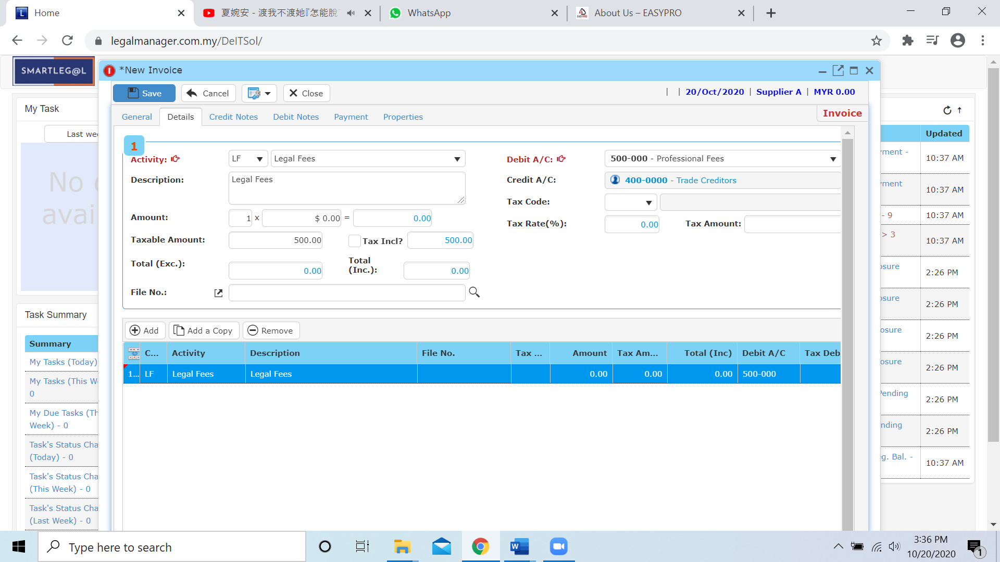 Home
夏婉安 - 渡我不渡她『怎能脫
WhatsApp
About Us – EASYPRO
legalmanager.com.my/DeITSol/
SMARTLEG@L
*New Invoice
Save
Cancel
Close
| | 20/Oct/2020 | Supplier A | MYR 0.00
General
Details
Credit Notes
Debit Notes
Payment
Properties
Invoice
1
Activity:
LF
Legal Fees
Debit A/C:
500-000 - Professional Fees
Description:
Legal Fees
Credit A/C:
400-0000 - Trade Creditors
Tax Code:
Amount:
1 x $ 0.00 = 0.00
Tax Rate(%):
0.00
Tax Amount:
Taxable Amount:
500.00
Tax Incl?
500.00
Total (Exc.):
0.00
Total
(Inc.):
0.00
File No.:
Add
Add a Copy
Remove
C... Activity Description File No. Tax ... Amount Tax Am... Total (Inc) Debit A/C Tax Deb
1... LF Legal Fees Legal Fees 0.00 0.00 0.00 500-000
My Task
Last we
No
avai
Task Summary
Summary
My Tasks (Today)
My Tasks (This W
0
My Due Tasks (Th
Week) - 0
Task's Status Cha
(Today) - 0
Task's Status Cha
(This Week) - 0
Task's Status Cha
(Last Week) - 0
Updated
ment -
10:37 AM
ment
10:37 AM
- 9
10:37 AM
> 3
10:37 AM
osure
2:26 PM
osure
2:26 PM
osure
2:26 PM
osure
2:26 PM
Pending
2:26 PM
nding
2:26 PM
g. Bal. -
10:37 AM
Type here to search
3:36 PM
10/20/2020
1